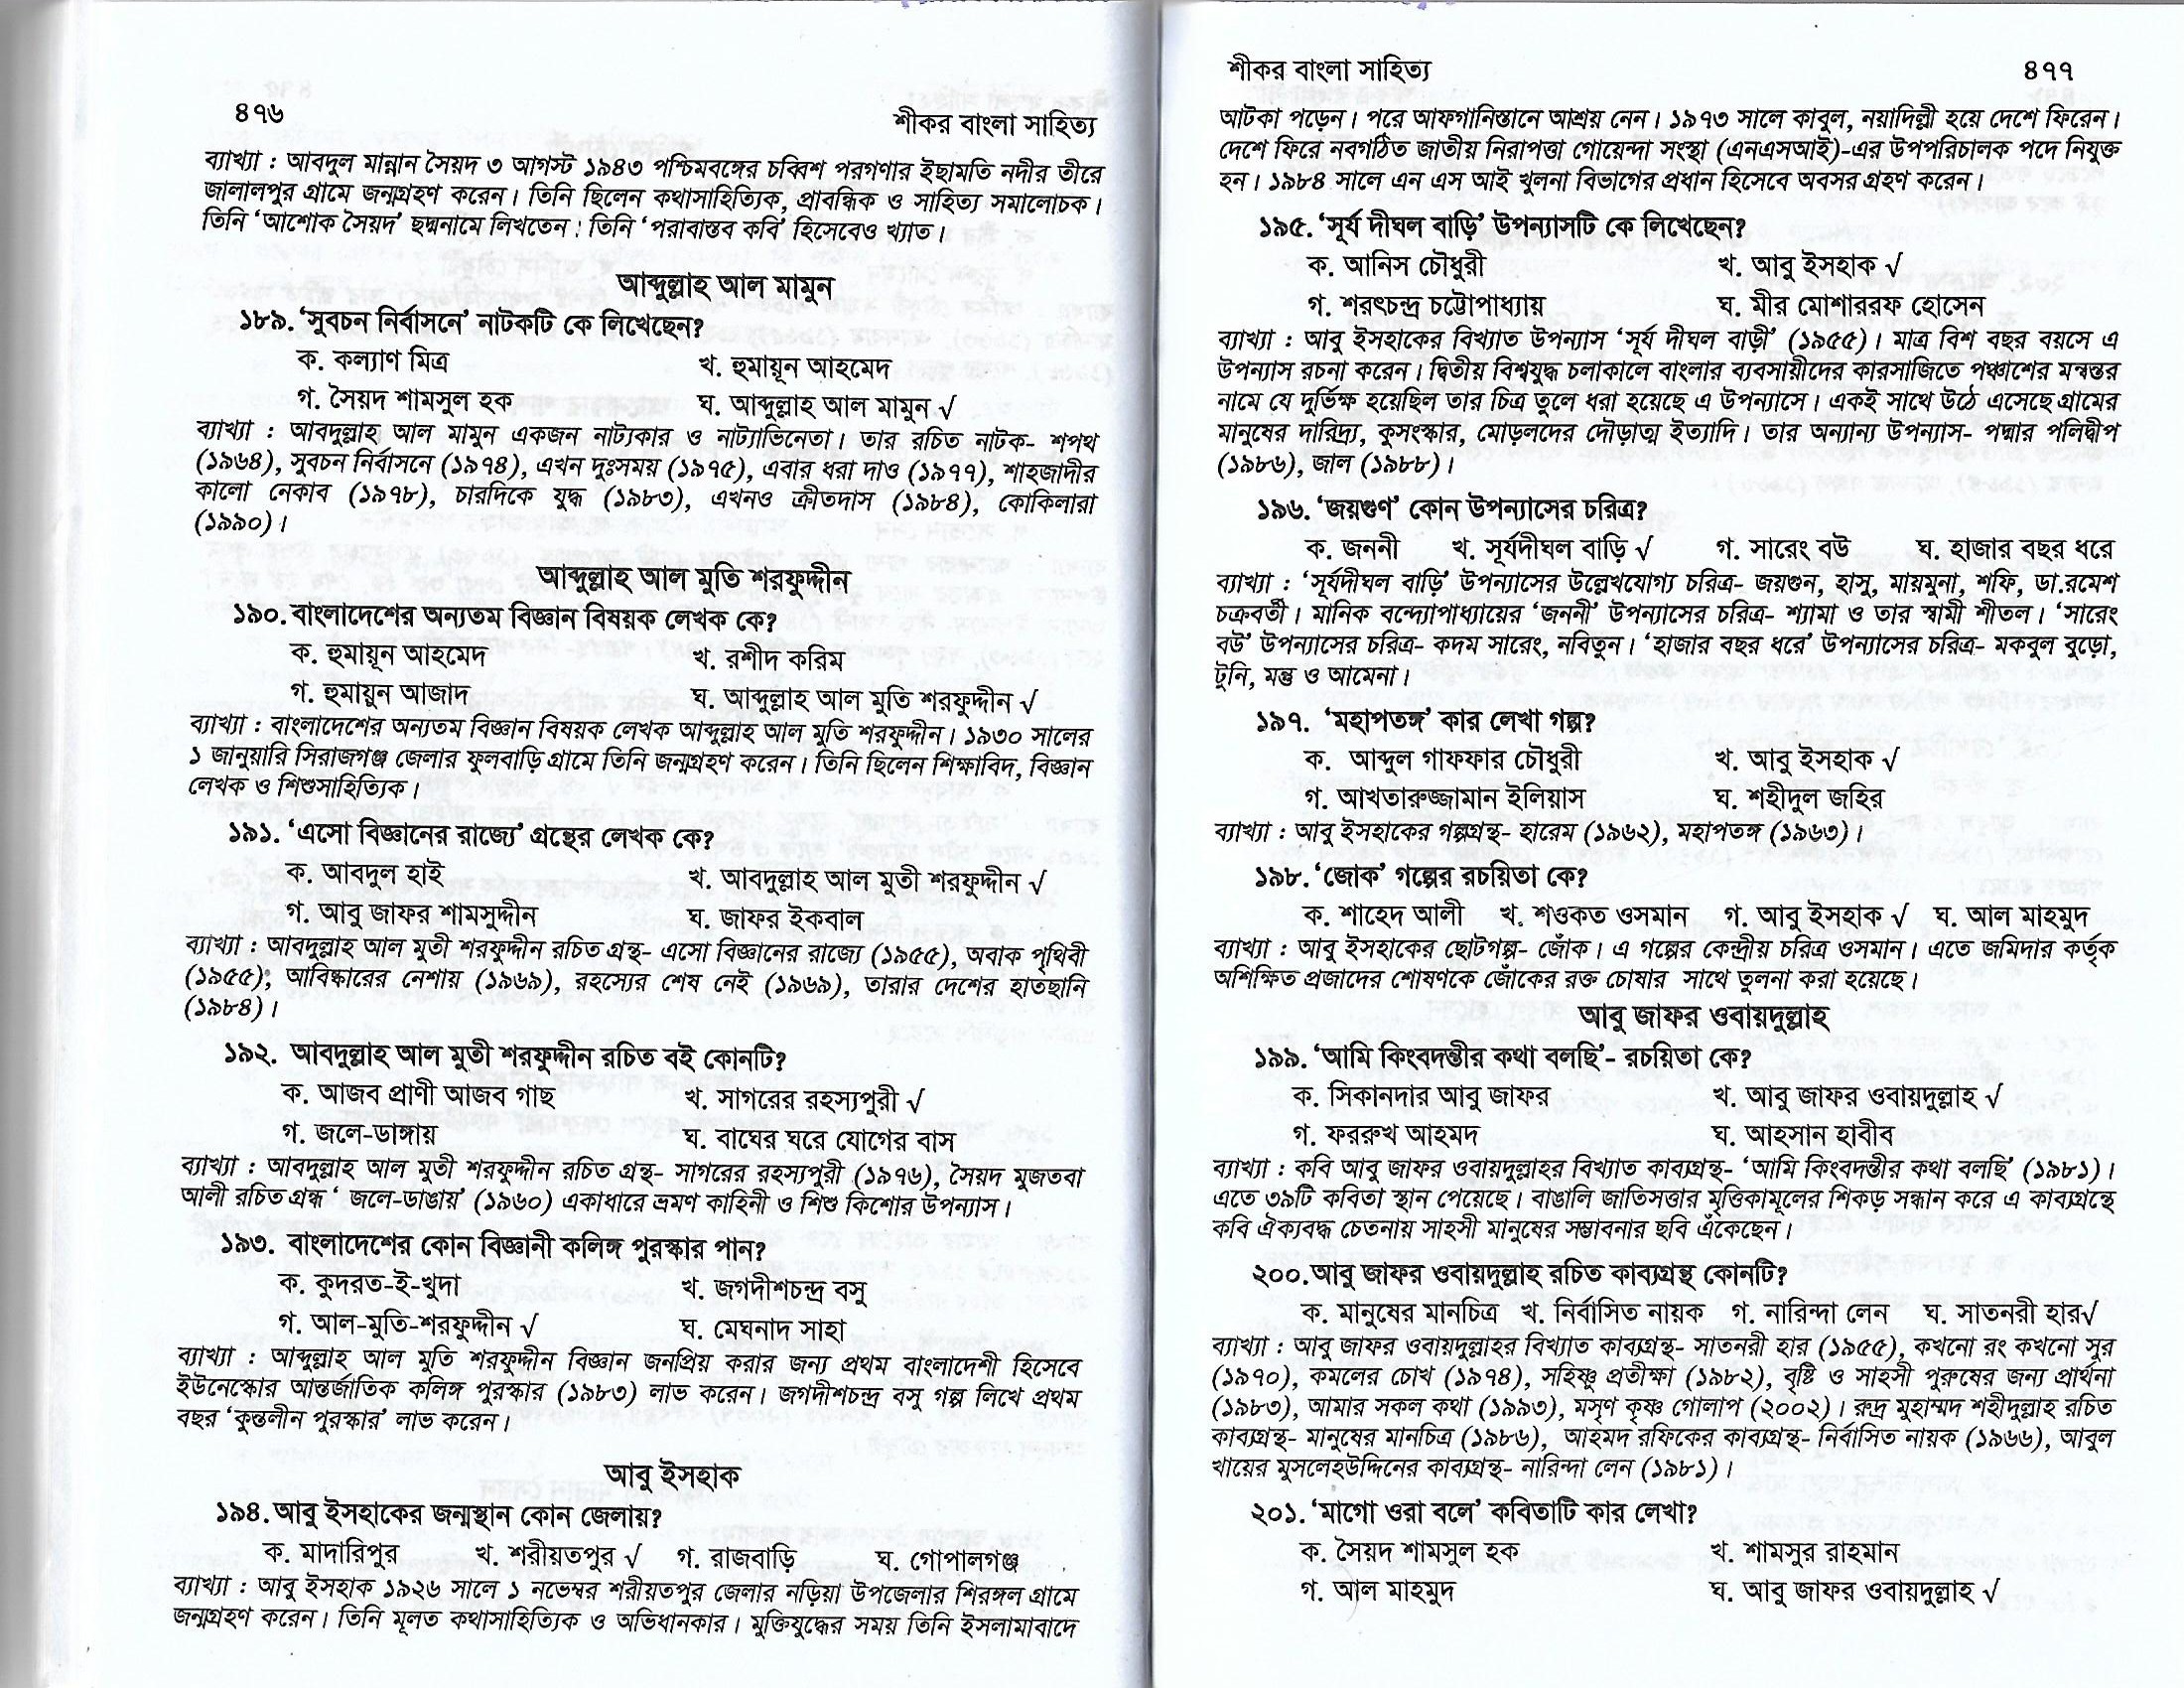 ৪৭৬
শীকর বাংলা সাহিত্য
ব্যাখ্যা : আবদুল মান্নান সৈয়দ ৩ আগস্ট ১৯৪৩ পশ্চিমবঙ্গের চব্বিশ পরগণার ইছামতি নদীর তীরে
জালালপুর গ্রামে জন্মগ্রহণ করেন। তিনি ছিলেন কথাসাহিত্যিক, প্রাবন্ধিক ও সাহিত্য সমালোচক।
তিনি ‘আশোক সৈয়দ’ ছদ্মনামে লিখতেন : তিনি ‘পরাবাস্তব কবি’ হিসেবেও খ্যাত।
আব্দুল্লাহ আল মামুন
১৮৯. ‘সুবচন নির্বাসনে’ নাটকটি কে লিখেছেন?
ক. কল্যাণ মিত্র খ. হুমায়ূন আহমেদ
গ. সৈয়দ শামসুল হক ঘ. আব্দুল্লাহ আল মামুন √
ব্যাখ্যা : আবদুল্লাহ আল মামুন একজন নাট্যকার ও নাট্যাভিনেতা। তার রচিত নাটক- শপথ
(১৯৬৪), সুবচন নির্বাসনে (১৯৭৪), এখন দুঃসময় (১৯৭৫), এবার ধরা দাও (১৯৭৭), শাহজাদীর
কালো নেকাব (১৯৭৮), চারদিকে যুদ্ধ (১৯৮৩), এখনও ক্রীতদাস (১৯৮৪), কোকিলারা
(১৯৯০)।
আব্দুল্লাহ আল মুতি শরফুদ্দীন
১৯০. বাংলাদেশের অন্যতম বিজ্ঞান বিষয়ক লেখক কে?
ক. হুমায়ূন আহমেদ খ. রশীদ করিম
গ. হুমায়ুন আজাদ ঘ. আব্দুল্লাহ আল মুতি শরফুদ্দীন √
ব্যাখ্যা : বাংলাদেশের অন্যতম বিজ্ঞান বিষয়ক লেখক আব্দুল্লাহ আল মুতি শরফুদ্দীন। ১৯৩০ সালের
১ জানুয়ারি সিরাজগঞ্জ জেলার ফুলবাড়ি গ্রামে তিনি জন্মগ্রহণ করেন। তিনি ছিলেন শিক্ষাবিদ, বিজ্ঞান
লেখক ও শিশুসাহিত্যিক।
১৯১. ‘এসো বিজ্ঞানের রাজ্যে’ গ্রন্থের লেখক কে?
ক. আবদুল হাই খ. আবদুল্লাহ আল মুতী শরফুদ্দীন √
গ. আবু জাফর শামসুদ্দীন ঘ. জাফর ইকবাল
ব্যাখ্যা : আবদুল্লাহ আল মুতী শরফুদ্দীন রচিত গ্রন্থ- এসো বিজ্ঞানের রাজ্যে (১৯৫৫), অবাক পৃথিবী
(১৯৫৫); আবিষ্কারের নেশায় (১৯৬৯), রহস্যের শেষ নেই (১৯৬৯), তারার দেশের হাতছানি
(১৯৮৪)।
১৯২. আবদুল্লাহ আল মুতী শরফুদ্দীন রচিত বই কোনটি?
ক. আজব প্রাণী আজব গাছ খ. সাগরের রহস্যপুরী √
গ. জলে-ডাঙ্গায় ঘ. বাঘের ঘরে যোগের বাস
ব্যাখ্যা : আবদুল্লাহ আল মুতী শরফুদ্দীন রচিত গ্রন্থ- সাগরের রহস্যপুরী (১৯৭৬), সৈয়দ মুজতবা
আলী রচিত গ্রন্ধ ‘ জলে-ডাঙায়’ (১৯৬০) একাধারে ভ্রমণ কাহিনী ও শিশু কিশোর উপন্যাস।
১৯৩. বাংলাদেশের কোন বিজ্ঞানী কলিঙ্গ পুরস্কার পান?
ক. কুদরত-ই-খুদা খ. জগদীশচন্দ্র বসু
গ. আল-মুতি-শরফুদ্দীন √ ঘ. মেঘনাদ সাহা
ব্যাখ্যা : আব্দুল্লাহ আল মুতি শরফুদ্দীন বিজ্ঞান জনপ্রিয় করার জন্য প্রথম বাংলাদেশী হিসেবে
ইউনেস্কোর আন্তর্জাতিক কলিঙ্গ পুরস্কার (১৯৮৩) লাভ করেন। জগদীশচন্দ্র বসু গল্প লিখে প্রথম
বছর ‘কুন্তলীন পুরস্কার’ লাভ করেন।
আবু ইসহাক
১৯৪. আবু ইসহাকের জন্মস্থান কোন জেলায়?
ক. মাদারিপুর খ. শরীয়তপুর √ গ. রাজবাড়ি ঘ. গোপালগঞ্জ
ব্যাখ্যা : আবু ইসহাক ১৯২৬ সালে ১ নভেম্বর শরীয়তপুর জেলার নড়িয়া উপজেলার শিরঙ্গল গ্রামে
জন্মগ্রহণ করেন। তিনি মূলত কথাসাহিত্যিক ও অভিধানকার। মুক্তিযুদ্ধের সময় তিনি ইসলামাবাদে
শীকর বাংলা সাহিত্য
৪৭৭
আটকা পড়েন। পরে আফগানিস্তানে আশ্রয় নেন। ১৯৭৩ সালে কাবুল, নয়াদিল্লী হয়ে দেশে ফিরেন।
দেশে ফিরে নবগঠিত জাতীয় নিরাপত্তা গোয়েন্দা সংস্থা (এনএসআই)-এর উপপরিচালক পদে নিযুক্ত
হন। ১৯৮৪ সালে এন এস আই খুলনা বিভাগের প্রধান হিসেবে অবসর গ্রহণ করেন।
১৯৫. ‘সূর্য দীঘল বাড়ি’ উপন্যাসটি কে লিখেছেন?
ক. আনিস চৌধুরী খ. আবু ইসহাক √
গ. শরৎচন্দ্র চট্টোপাধ্যায় ঘ. মীর মোশাররফ হোসেন
ব্যাখ্যা : আবু ইসহাকের বিখ্যাত উপন্যাস ‘সূর্য দীঘল বাড়ী’ (১৯৫৫)। মাত্র বিশ বছর বয়সে এ
উপন্যাস রচনা করেন। দ্বিতীয় বিশ্বযুদ্ধ চলাকালে বাংলার ব্যবসায়ীদের কারসাজিতে পঞ্চাশের মন্বন্তর
নামে যে দুর্ভিক্ষ হয়েছিল তার চিত্র তুলে ধরা হয়েছে এ উপন্যাসে। একই সাথে উঠে এসেছে গ্রামের
মানুষের দারিদ্র্য, কুসংস্কার, মোড়লদের দৌড়াত্ম ইত্যাদি। তার অন্যান্য উপন্যাস- পদ্মার পলিদ্বীপ
(১৯৮৬), জাল (১৯৮৮)।
১৯৬. ‘জয়গুণ’ কোন উপন্যাসের চরিত্র?
ক. জননী খ. সূর্যদীঘল বাড়ি √ গ. সারেং বউ ঘ. হাজার বছর ধরে
ব্যাখ্যা : ‘সূর্যদীঘল বাড়ি’ উপন্যাসের উল্লেখযোগ্য চরিত্র- জয়গুন, হাসু, মায়মুনা, শফি, ডা.রমেশ
চক্রবর্তী। মানিক বন্দ্যোপাধ্যায়ের ‘জননী’ উপন্যাসের চরিত্র- শ্যামা ও তার স্বামী শীতল। ‘সারেং
বউ’ উপন্যাসের চরিত্র- কদম সারেং, নবিতুন। ‘হাজার বছর ধরে’ উপন্যাসের চরিত্র- মকবুল বুড়ো,
টুনি, মন্তু ও আমেনা।
১৯৭. ‘মহাপতঙ্গ’ কার লেখা গল্প?
ক. আব্দুল গাফফার চৌধুরী খ. আবু ইসহাক √
গ. আখতারুজ্জামান ইলিয়াস ঘ. শহীদুল জহির
ব্যাখ্যা : আবু ইসহাকের গল্পগ্রন্থ- হারেম (১৯৬২), মহাপতঙ্গ (১৯৬৩)।
১৯৮. ‘জোক’ গল্পের রচয়িতা কে?
ক. শাহেদ আলী খ. শওকত ওসমান গ. আবু ইসহাক √ ঘ. আল মাহমুদ
ব্যাখ্যা : আবু ইসহাকের ছোটগল্প- জোঁক। এ গল্পের কেন্দ্রীয় চরিত্র ওসমান। এতে জমিদার কর্তৃক
অশিক্ষিত প্রজাদের শোষণকে জোঁকের রক্ত চোষার সাথে তুলনা করা হয়েছে।
আবু জাফর ওবায়দুল্লাহ
১৯৯. ‘আমি কিংবদন্তীর কথা বলছি’- রচয়িতা কে?
ক. সিকানদার আবু জাফর খ. আবু জাফর ওবায়দুল্লাহ √
গ. ফররুখ আহমদ ঘ. আহসান হাবীব
ব্যাখ্যা : কবি আবু জাফর ওবায়দুল্লাহর বিখ্যাত কাব্যগ্রন্থ- ‘আমি কিংবদন্তীর কথা বলছি’ (১৯৮১)।
এতে ৩৯টি কবিতা স্থান পেয়েছে। বাঙালি জাতিসত্তার মৃত্তিকামূলের শিকড় সন্ধান করে এ কাব্যগ্রন্থে
কবি ঐক্যবদ্ধ চেতনায় সাহসী মানুষের সম্ভাবনার ছবি এঁকেছেন।
২০০. আবু জাফর ওবায়দুল্লাহ রচিত কাব্যগ্রন্থ কোনটি?
ক. মানুষের মানচিত্র খ. নির্বাসিত নায়ক গ. নারিন্দা লেন ঘ. সাতনরী হার√
ব্যাখ্যা : আবু জাফর ওবায়দুল্লাহর বিখ্যাত কাব্যগ্রন্থ- সাতনরী হার (১৯৫৫), কখনো রং কখনো সুর
(১৯৭০), কমলের চোখ (১৯৭৪), সহিষ্ণু প্রতীক্ষা (১৯৮২), বৃষ্টি ও সাহসী পুরুষের জন্য প্রার্থনা
(১৯৮৩), আমার সকল কথা (১৯৯৩), মসৃণ কৃষ্ণ গোলাপ (২০০২)। রুদ্র মুহাম্মদ শহীদুল্লাহ রচিত
কাব্যগ্রন্থ- মানুষের মানচিত্র (১৯৮৬), আহমদ রফিকের কাব্যগ্রন্থ- নির্বাসিত নায়ক (১৯৬৬), আবুল
খায়ের মুসলেহউদ্দিনের কাব্যগ্রন্থ- নারিন্দা লেন (১৯৮১)।
২০১. ‘মাগো ওরা বলে’ কবিতাটি কার লেখা?
ক. সৈয়দ শামসুল হক খ. শামসুর রাহমান
গ. আল মাহমুদ ঘ. আবু জাফর ওবায়দুল্লাহ √